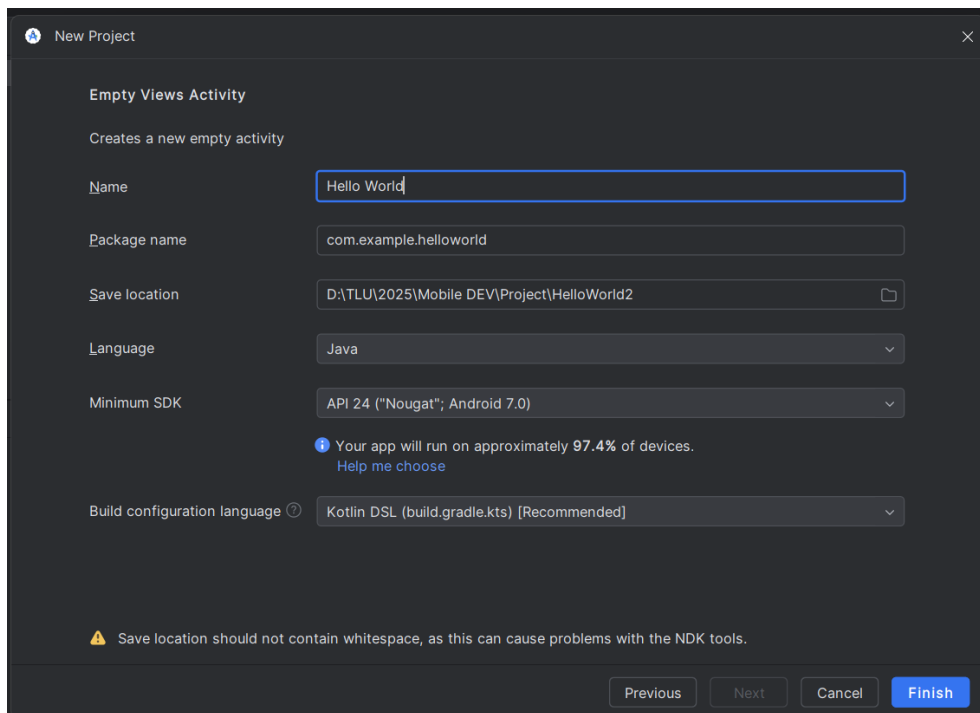 New Project
Empty Views Activity
Creates a new empty activity
Name
Hello World
Package name
com.example.helloworld
Save location
D:\TLU\2025\Mobile DEV\Project\HelloWorld2
Language
Java
Minimum SDK
API 24 ("Nougat"; Android 7.0)
Your app will run on approximately 97.4% of devices.
Help me choose
Build configuration language
Kotlin DSL (build.gradle.kts) [Recommended]
Save location should not contain whitespace, as this can cause problems with the NDK tools.
Previous
Next
Cancel
Finish